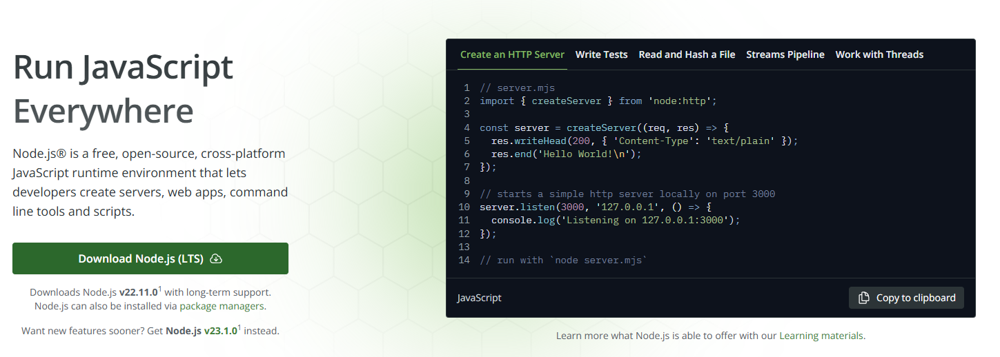 Run JavaScript
Everywhere
Node.js® is a free, open-source, cross-platform
JavaScript runtime environment that lets
developers create servers, web apps, command
line tools and scripts.
Download Node.js (LTS)
Downloads Node.js v22.11.0¹ with long-term support.
Node.js can also be installed via package managers.
Want new features sooner? Get Node.js v23.1.0¹ instead.
Create an HTTP Server Write Tests Read and Hash a File Streams Pipeline Work with Threads
1 // server.mjs
2 import { createServer } from 'node:http';
3
4 const server = createServer((req, res) => {
5   res.writeHead(200, { 'Content-Type': 'text/plain' });
6   res.end('Hello World!\n');
7 });
8
9 // starts a simple http server locally on port 3000
10 server.listen(3000, '127.0.0.1', () => {
11   console.log('Listening on 127.0.0.1:3000');
12 });
13
14 // run with `node server.mjs`
JavaScript
Copy to clipboard
Learn more what Node.js is able to offer with our Learning materials.